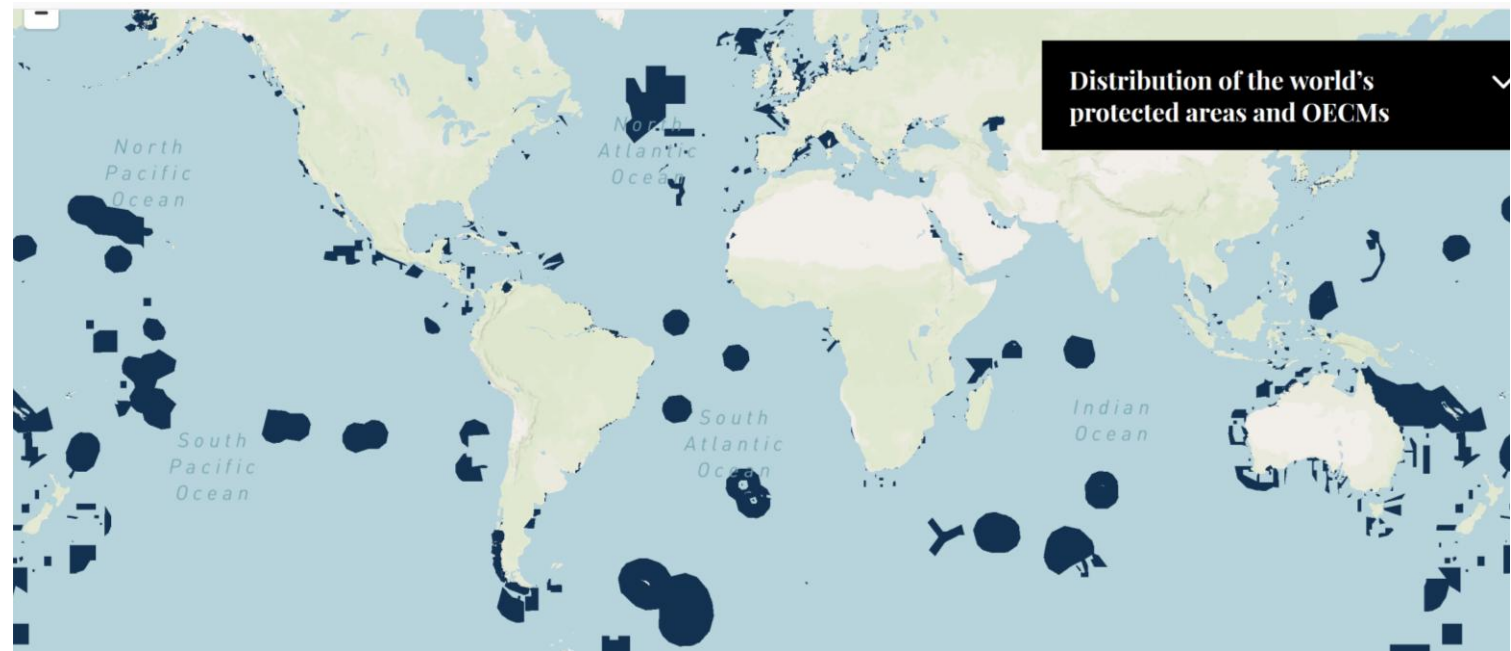 Distribution of the world's
protected areas and OECMs
North
Pacific
Ocean
North
Atlantic
Ocean
South
Pacific
Ocean
South
Atlantic
Ocean
Indian
Ocean